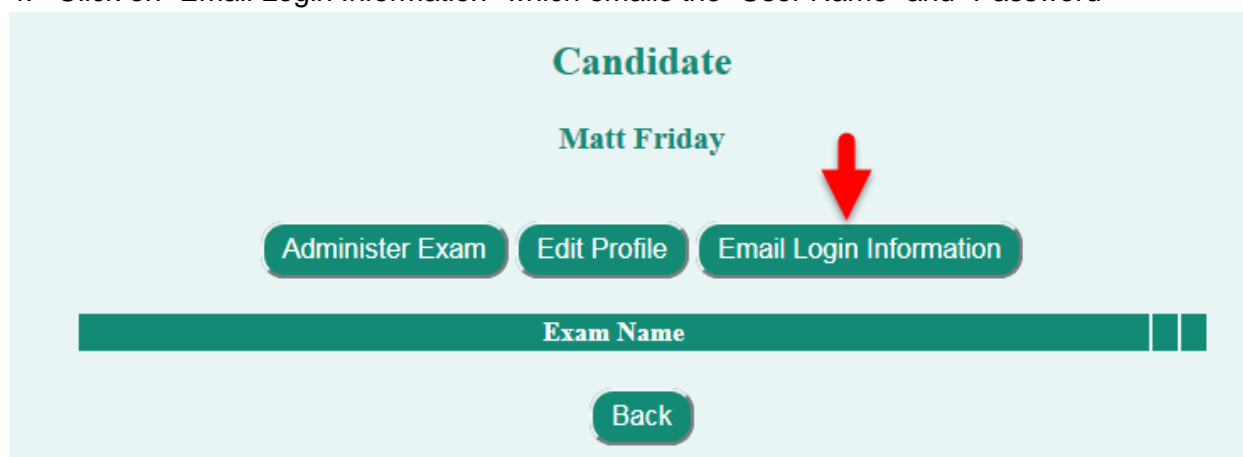 Click on "Email Login Information" which emails the "User Name" and "Password"
Candidate
Matt Friday
Administer Exam Edit Profile Email Login Information
Exam Name
Back